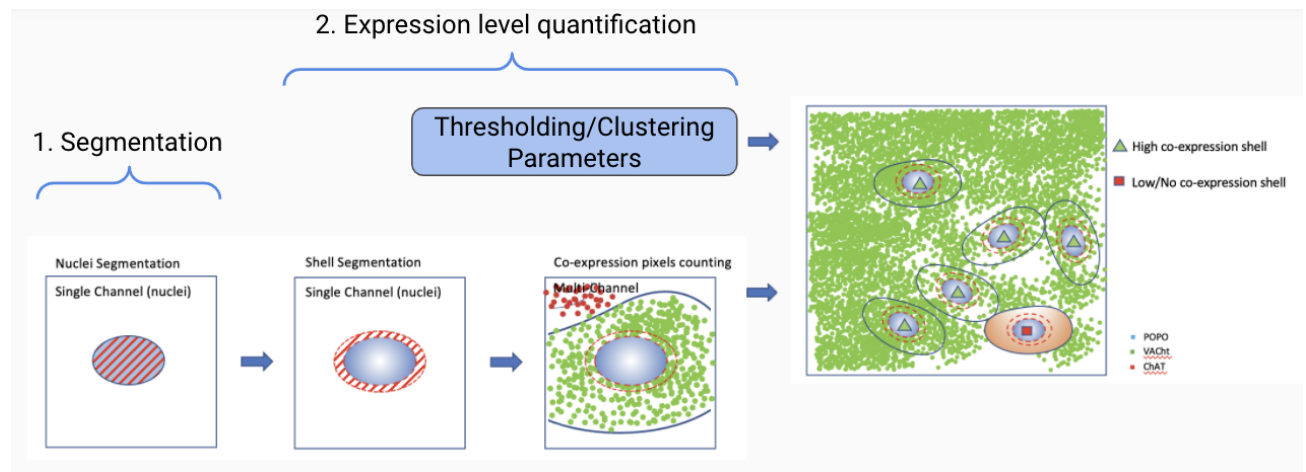 2. Expression level quantification
1. Segmentation
Thresholding/Clustering
Parameters
Nuclei Segmentation
Single Channel (nuclei)
Shell Segmentation
Single Channel (nuclei)
Co-expression pixels counting
Multi Channel
High co-expression shell
Low/No co-expression shell
POPO
VACht
ChAT